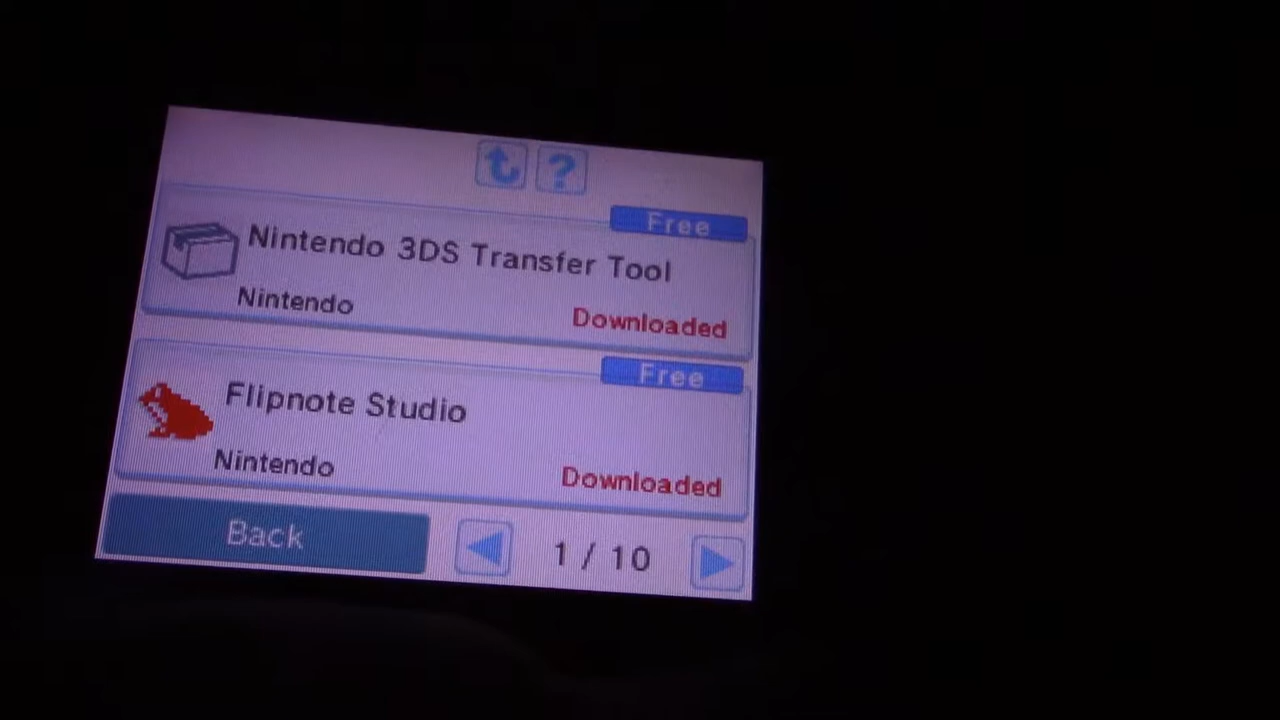 ?
Free
Nintendo 3DS Transfer Tool
Nintendo
Downloaded
Free
Flipnote Studio
Nintendo
Downloaded
Back
1 / 10